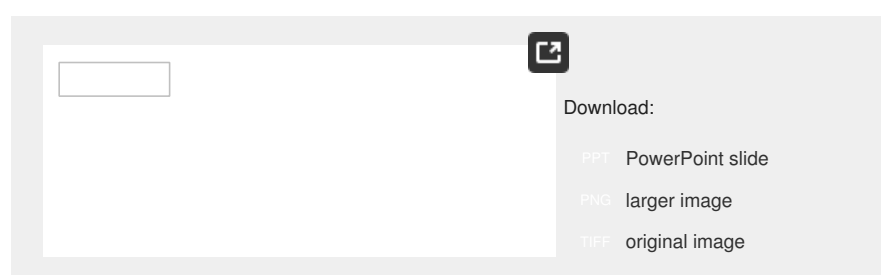 Download:
PPT PowerPoint slide
PNG larger image
TIFF original image